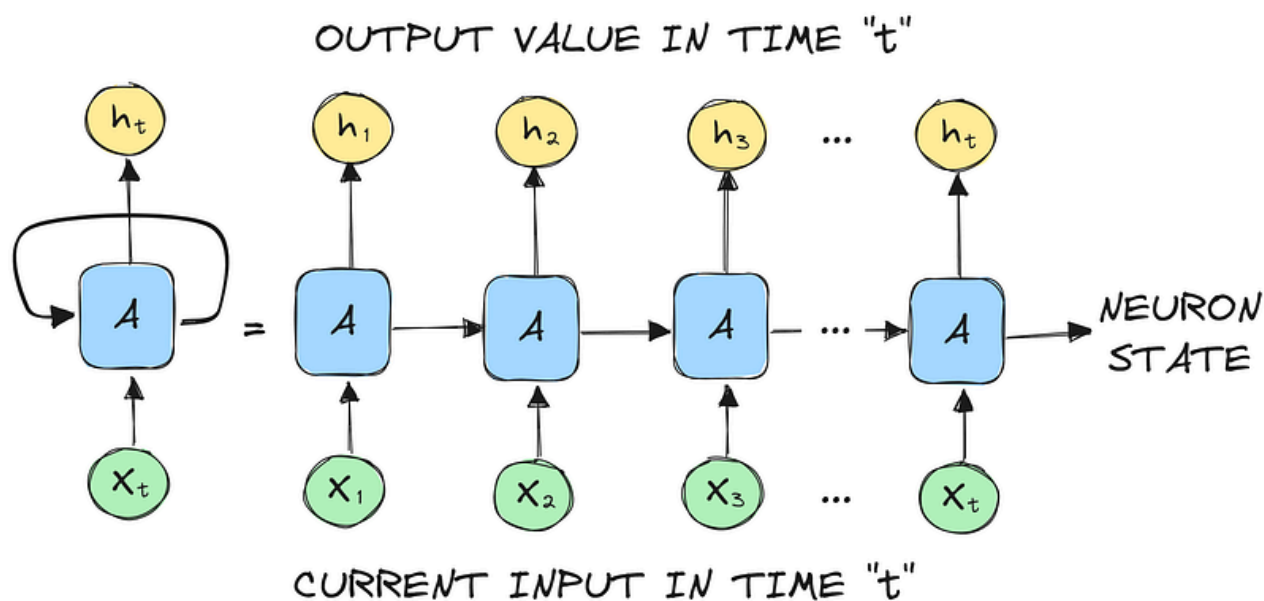 OUTPUT VALUE IN TIME "t"
hₜ h₁ h₂ h₃ ... hₜ
A = A A A ... A NEURON
STATE
Xₜ X₁ X₂ X₃ ... Xₜ
CURRENT INPUT IN TIME "t"